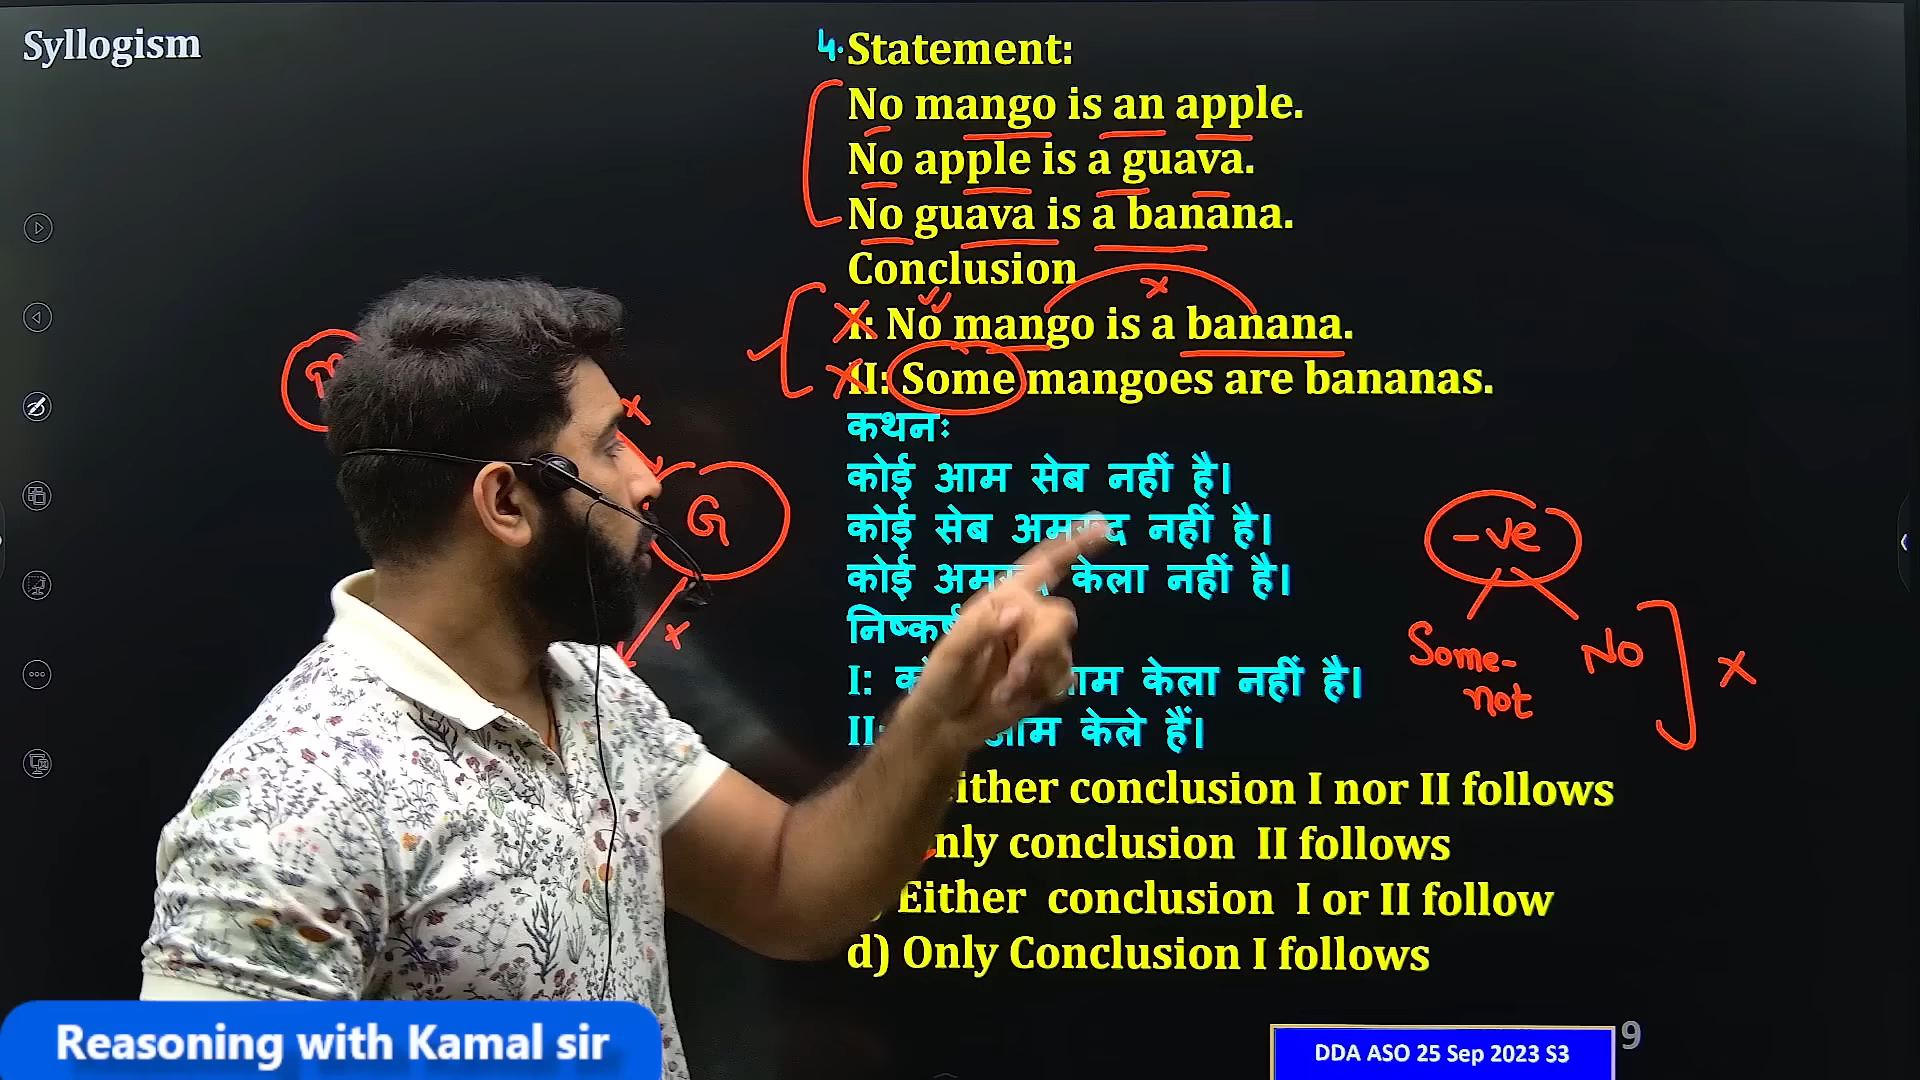 Syllogism
4. Statement:
No mango is an apple.
No apple is a guava.
No guava is a banana.
Conclusion
I: No mango is a banana.
II: Some mangoes are bananas.
कथनः
कोई आम सेब नहीं है।
कोई सेब अमरूद नहीं है।
कोई केला नहीं है।
I: आम केला नहीं है।
II: आम केले हैं।
conclusion I nor II follows
conclusion II follows
Either conclusion I or II follow
d) Only Conclusion I follows
G
x
x
x
-ve
Some-not
No
x
Reasoning with Kamal sir
DDA ASO 25 Sep 2023 S3
9